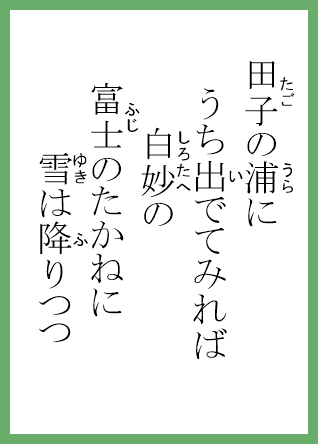 田子の浦に
うち出でてみれば
白妙の
富士のたかねに
雪は降りつつ
たご
うら
い
しろたへ
ふじ
ゆき
ふ